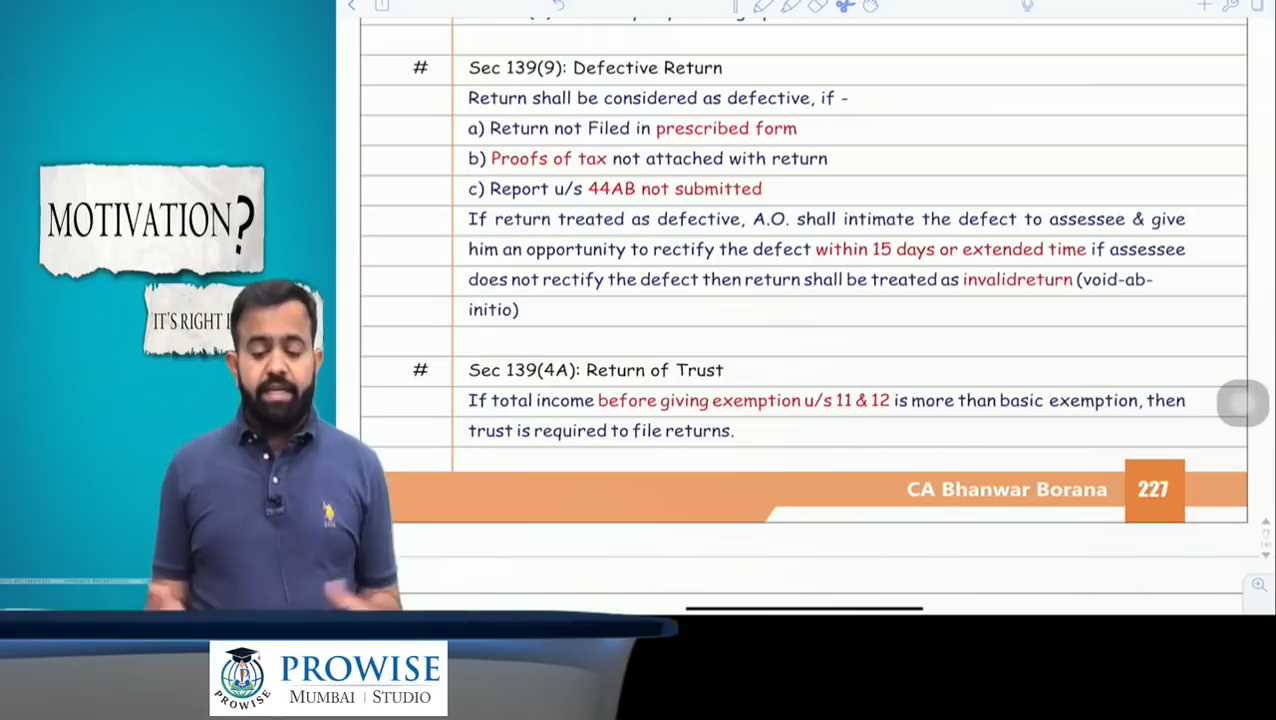 MOTIVATION?
IT'S RIGHT I
# Sec 139(9): Defective Return
Return shall be considered as defective, if -
a) Return not Filed in prescribed form
b) Proofs of tax not attached with return
c) Report u/s 44AB not submitted
If return treated as defective, A.O. shall intimate the defect to assessee & give
him an opportunity to rectify the defect within 15 days or extended time if assessee
does not rectify the defect then return shall be treated as invalidreturn (void-ab-
initio)
# Sec 139(4A): Return of Trust
If total income before giving exemption u/s 11 & 12 is more than basic exemption, then
trust is required to file returns.
CA Bhanwar Borana 227
PROWISE
PROWISE
MUMBAI | STUDIO